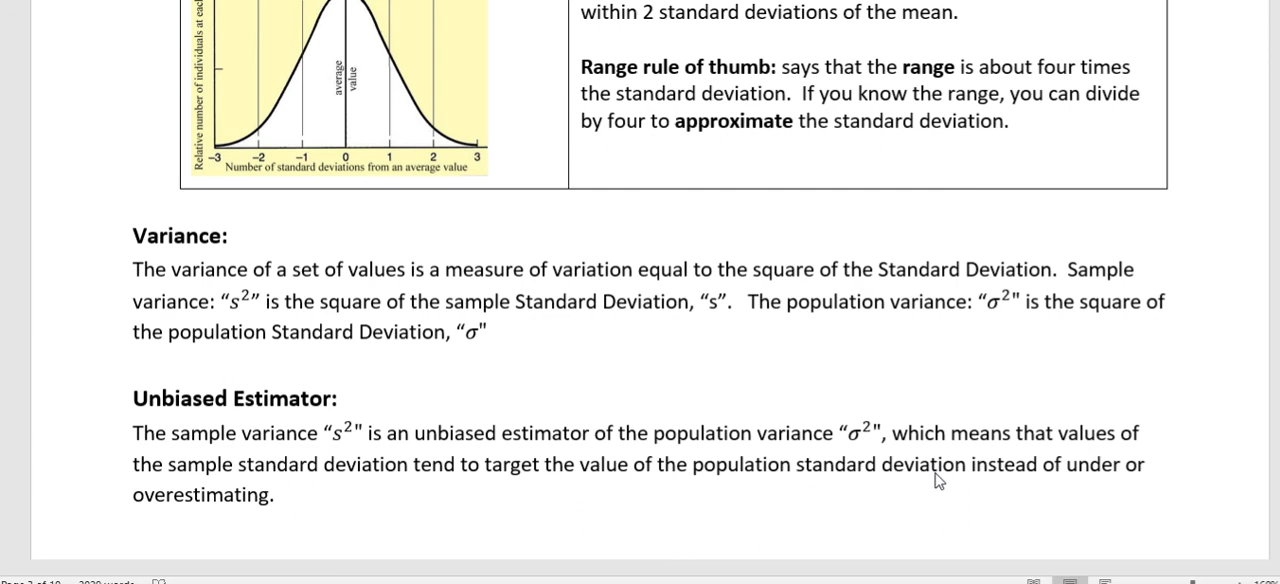 within 2 standard deviations of the mean.
Range rule of thumb: says that the range is about four times
the standard deviation.  If you know the range, you can divide
by four to approximate the standard deviation.
Relative number of individuals at eac
average
value
−3 −2 −1 0 1 2 3
Number of standard deviations from an average value
Variance:
The variance of a set of values is a measure of variation equal to the square of the Standard Deviation.  Sample
variance: “s²” is the square of the sample Standard Deviation, “s”.   The population variance: “σ²" is the square of
the population Standard Deviation, “σ"
Unbiased Estimator:
The sample variance “s²" is an unbiased estimator of the population variance “σ²", which means that values of
the sample standard deviation tend to target the value of the population standard deviation instead of under or
overestimating.